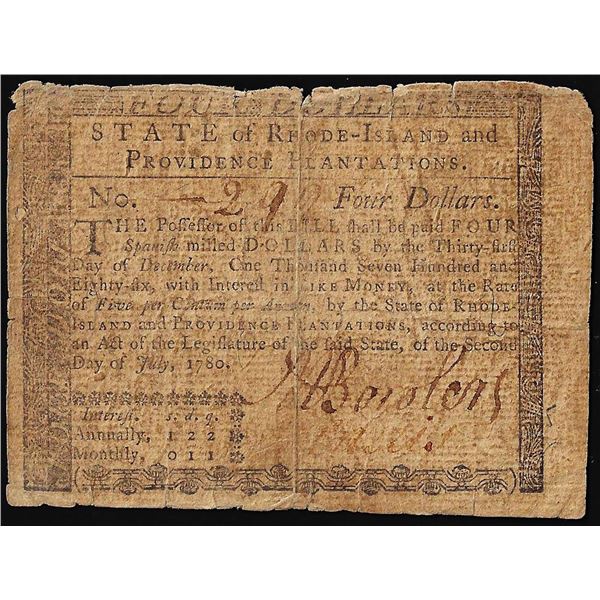 FOUR DOLLARS
STATE of RHODE-ISLAND and
PROVIDENCE PLANTATIONS.
No. 290 Four Dollars.
THE Poſſeſſor of this BILL ſhall be paid FOUR
Spaniſh milled DOLLARS by the Thirty-firſt
Day of December, One Thouſand Seven Hundred and
Eighty-ſix, with Intereſt in LIKE MONEY, at the Rate
of Five per Centum per Annum, by the State of RHODE-
ISLAND and PROVIDENCE PLANTATIONS, according to
an Act of the Legiſlature of the ſaid State, of the Second
Day of July, 1780.
Intereſt. s. d. q.
Annually, 1 2 2
Monthly, 0 1 1